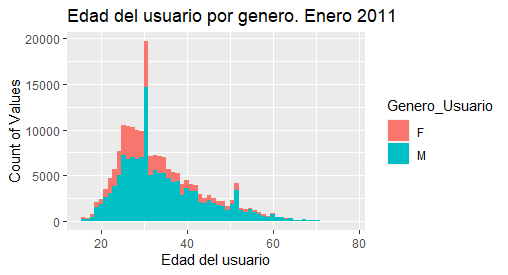 Edad del usuario por genero. Enero 2011
Count of Values
20000
15000
10000
5000
0
20
40
60
80
Edad del usuario
Genero_Usuario
F
M